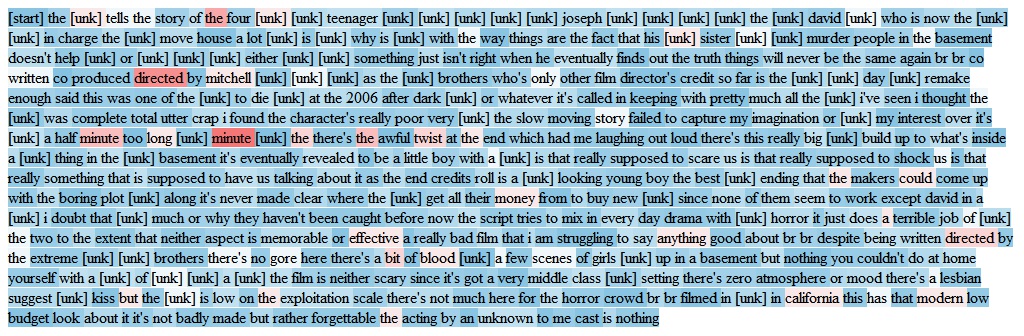 [start] the [unk] tells the story of the four [unk] [unk] teenager [unk] [unk] [unk] [unk] [unk] joseph [unk] [unk] [unk] [unk] the [unk] david [unk] who is now the [unk]
[unk] in charge the [unk] move house a lot [unk] is [unk] why is [unk] with the way things are the fact that his [unk] sister [unk] [unk] murder people in the basement
doesn't help [unk] or [unk] [unk] [unk] either [unk] [unk] something just isn't right when he eventually finds out the truth things will never be the same again br br co
written co produced directed by mitchell [unk] [unk] [unk] as the [unk] brothers who's only other film director's credit so far is the [unk] [unk] day [unk] remake
enough said this was one of the [unk] to die [unk] at the 2006 after dark [unk] or whatever it's called in keeping with pretty much all the [unk] i've seen i thought the
[unk] was complete total utter crap i found the character's really poor very [unk] the slow moving story failed to capture my imagination or [unk] my interest over it's
[unk] a half minute too long [unk] minute [unk] the there's the awful twist at the end which had me laughing out loud there's this really big [unk] build up to what's inside
a [unk] thing in the [unk] basement it's eventually revealed to be a little boy with a [unk] is that really supposed to scare us is that really supposed to shock us is that
really something that is supposed to have us talking about it as the end credits roll is a [unk] looking young boy the best [unk] ending that the makers could come up
with the boring plot [unk] along it's never made clear where the [unk] get all their money from to buy new [unk] since none of them seem to work except david in a
[unk] i doubt that [unk] much or why they haven't been caught before now the script tries to mix in every day drama with [unk] horror it just does a terrible job of [unk]
the two to the extent that neither aspect is memorable or effective a really bad film that i am struggling to say anything good about br br despite being written directed by
the extreme [unk] [unk] brothers there's no gore here there's a bit of blood [unk] a few scenes of girls [unk] up in a basement but nothing you couldn't do at home
yourself with a [unk] of [unk] [unk] a [unk] the film is neither scary since it's got a very middle class [unk] setting there's zero atmosphere or mood there's a lesbian
suggest [unk] kiss but the [unk] is low on the exploitation scale there's not much here for the horror crowd br br filmed in [unk] in california this has that modern low
budget look about it it's not badly made but rather forgettable the acting by an unknown to me cast is nothing